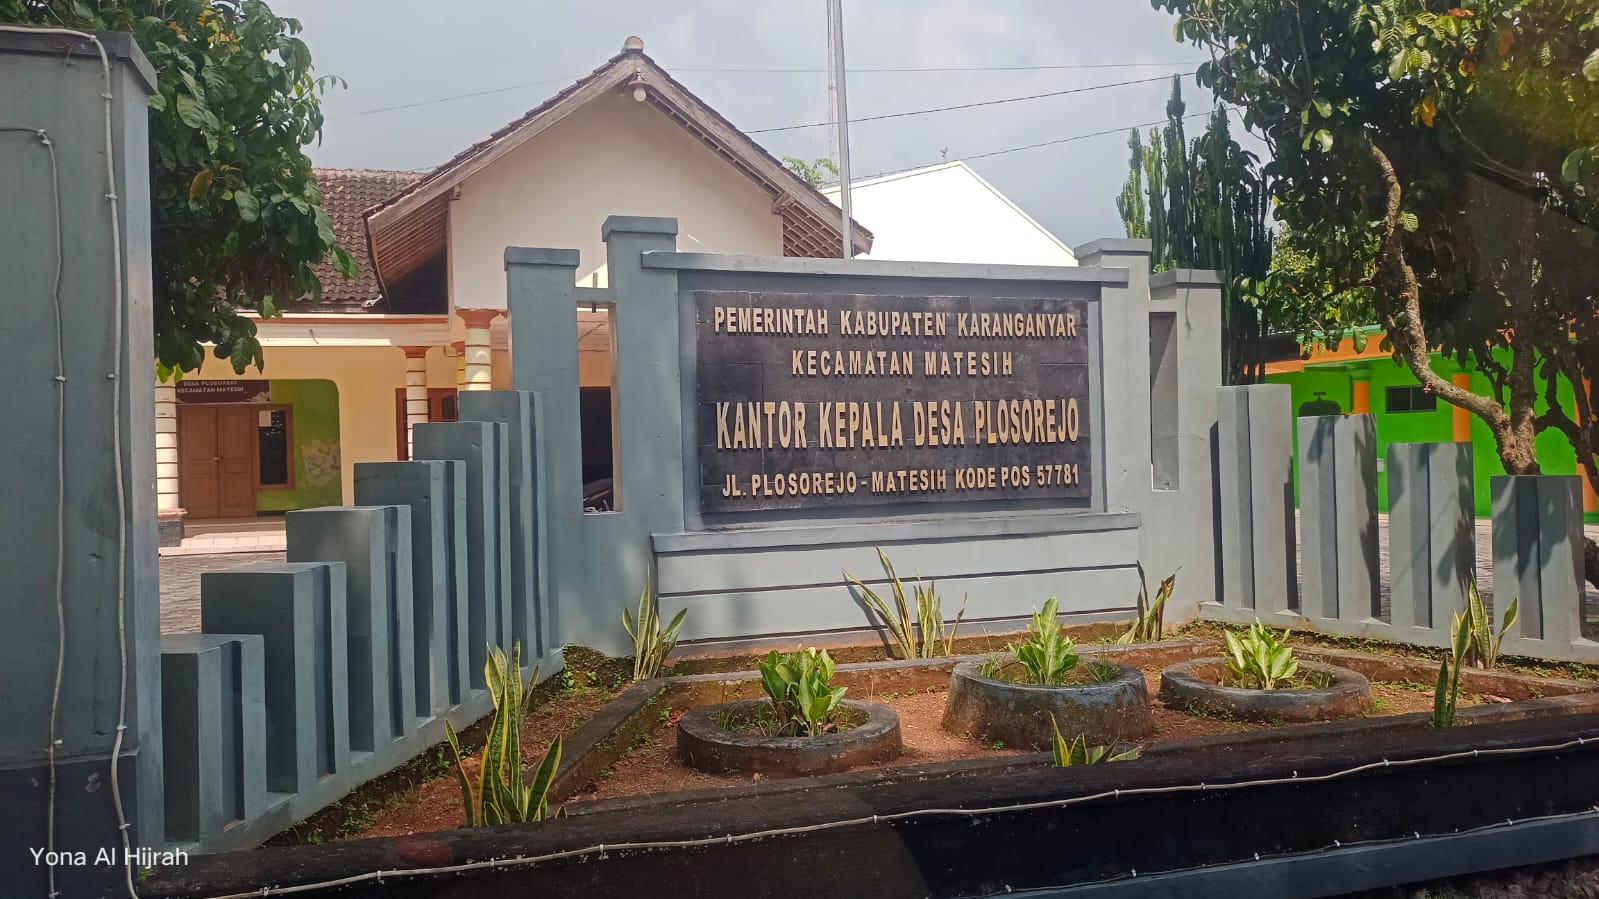 DESA PLOSOREJO
KECAMATAN MATESIH
PEMERINTAH KABUPATEN KARANGANYAR
KECAMATAN MATESIH
KANTOR KEPALA DESA PLOSOREJO
JL. PLOSOREJO - MATESIH KODE POS 57781
Yona Al Hijrah